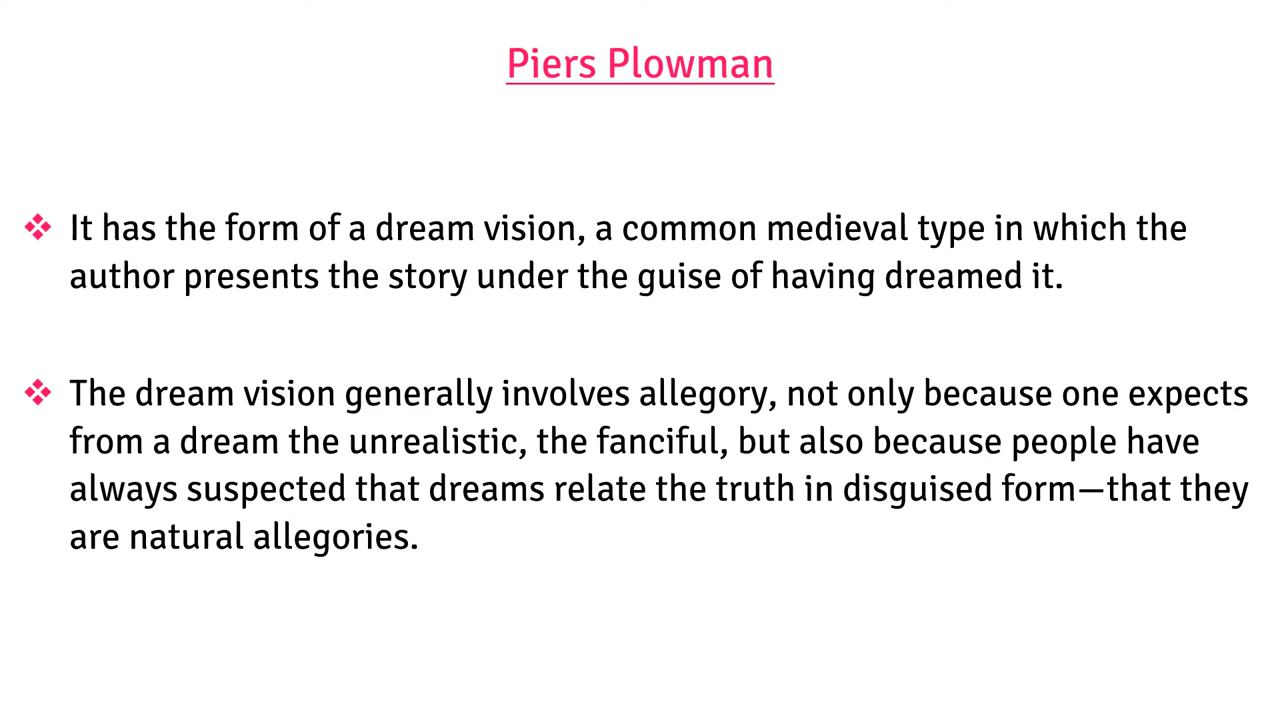 Piers Plowman
❖ It has the form of a dream vision, a common medieval type in which the
author presents the story under the guise of having dreamed it.
❖ The dream vision generally involves allegory, not only because one expects
from a dream the unrealistic, the fanciful, but also because people have
always suspected that dreams relate the truth in disguised form—that they
are natural allegories.